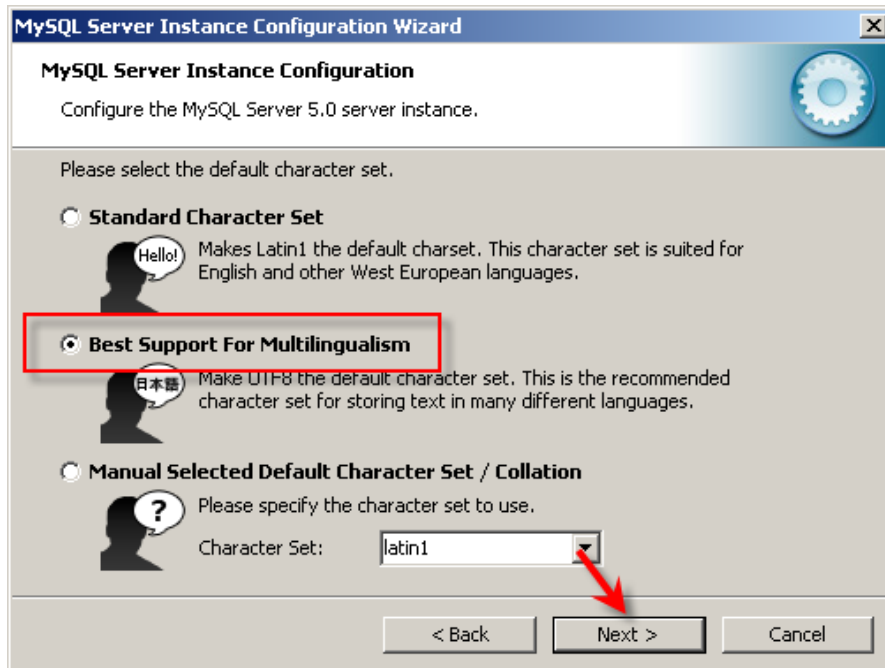 MySQL Server Instance Configuration Wizard
MySQL Server Instance Configuration
Configure the MySQL Server 5.0 server instance.
Please select the default character set.
Standard Character Set
Hello!
Makes Latin1 the default charset. This character set is suited for
English and other West European languages.
Best Support For Multilingualism
日本語
Make UTF8 the default character set. This is the recommended
character set for storing text in many different languages.
Manual Selected Default Character Set / Collation
?
Please specify the character set to use.
Character Set: latin1
< Back Next > Cancel